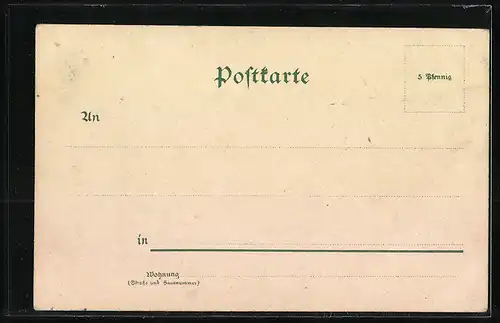 Postkarte
5 Pfennig
An
in
Wohnung
(Straße und Hausnummer)